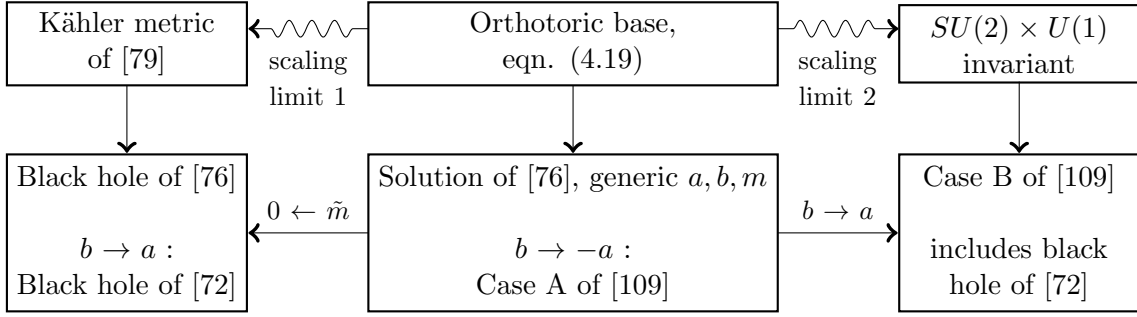 Kähler metric
of [79]
scaling
limit 1
Orthotoric base,
eqn. (4.19)
scaling
limit 2
SU(2) × U(1)
invariant
Black hole of [76]
b → a :
Black hole of [72]
0 ← m̃
Solution of [76], generic a, b, m
b → −a :
Case A of [109]
b → a
Case B of [109]
includes black
hole of [72]